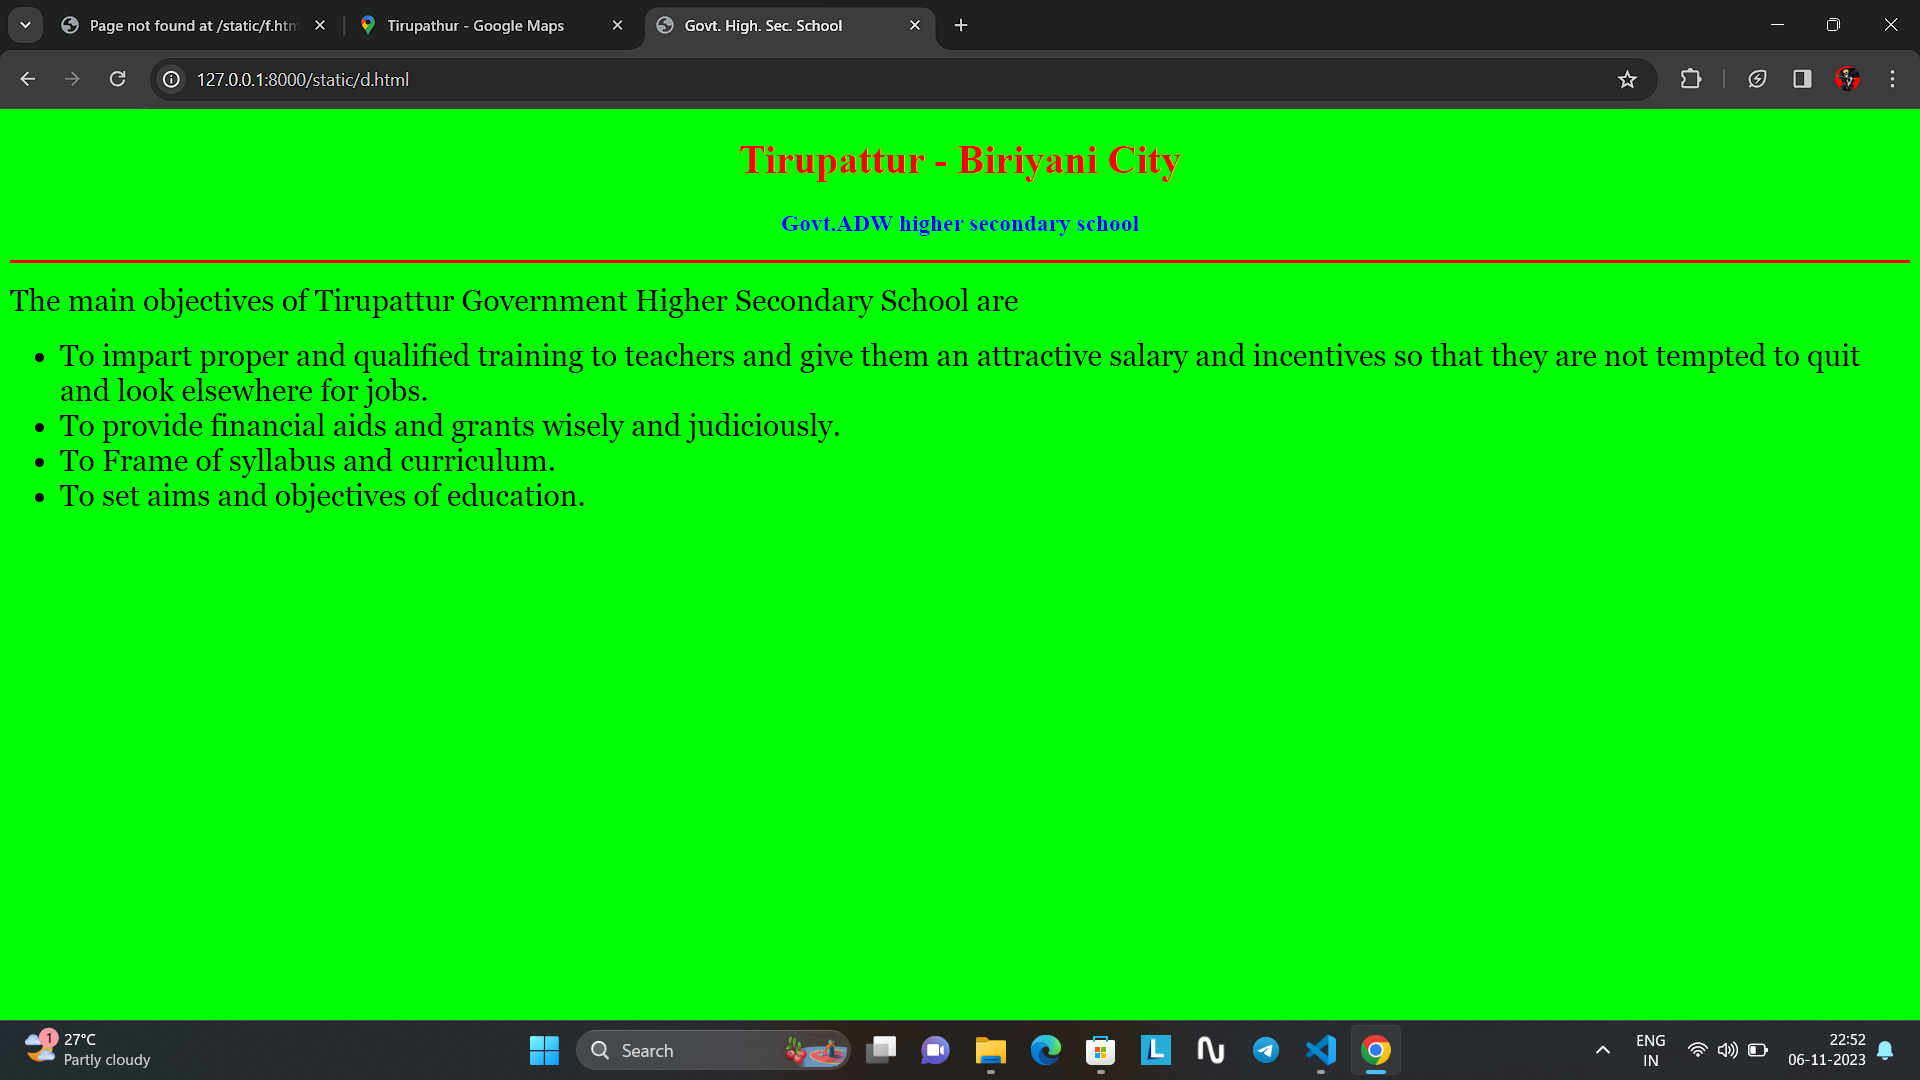 Page not found at /static/f.htm
Tirupathur - Google Maps
Govt. High. Sec. School
127.0.0.1:8000/static/d.html
Tirupattur - Biriyani City
Govt.ADW higher secondary school
The main objectives of Tirupattur Government Higher Secondary School are
• To impart proper and qualified training to teachers and give them an attractive salary and incentives so that they are not tempted to quit
and look elsewhere for jobs.
• To provide financial aids and grants wisely and judiciously.
• To Frame of syllabus and curriculum.
• To set aims and objectives of education.
1
27°C
Partly cloudy
Search
L
ENG
IN
22:52
06-11-2023